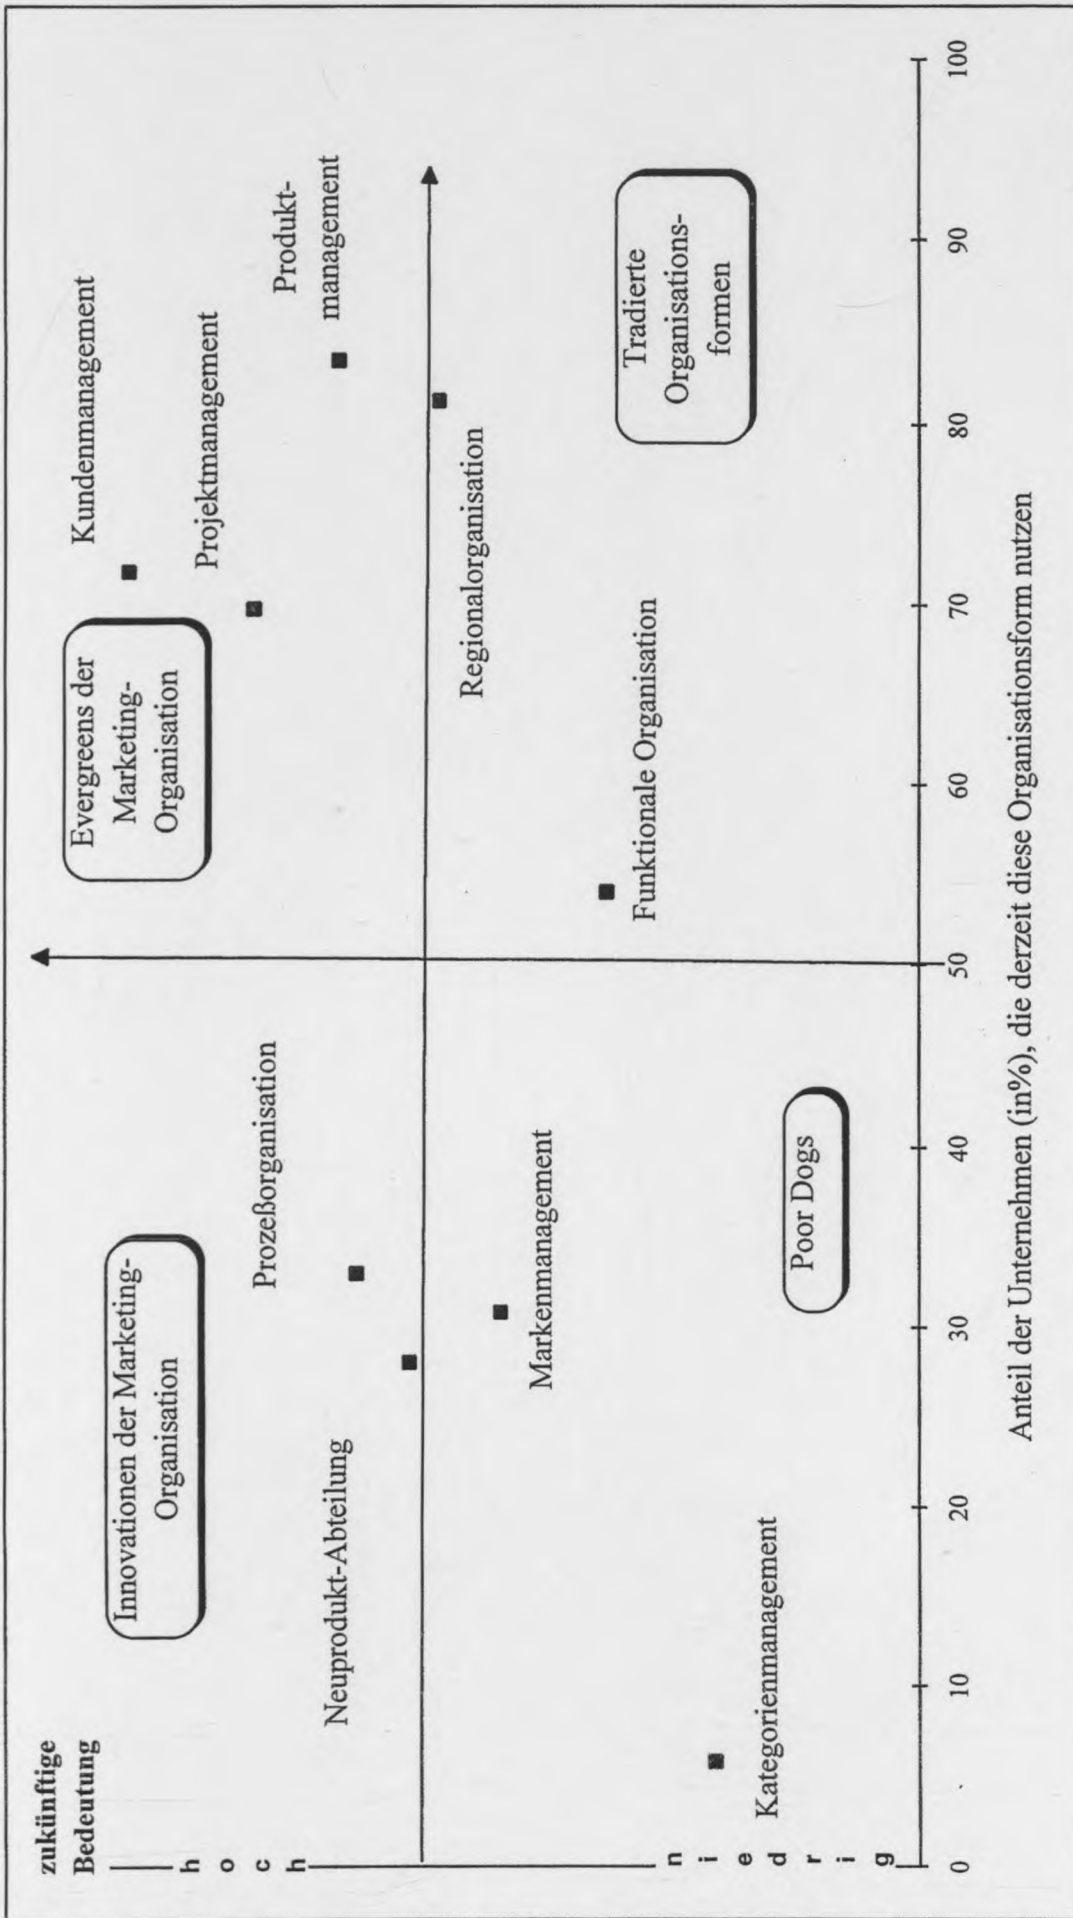 zukünftige
Bedeutung
hoch
niedrig
Innovationen der Marketing-
Organisation
Evergreens der
Marketing-
Organisation
Kundenmanagement
Projektmanagement
Produkt-
management
Prozeßorganisation
Neuprodukt-Abteilung
Regionalorganisation
Markenmanagement
Funktionale Organisation
Tradierte
Organisations-
formen
Kategorienmanagement
Poor Dogs
0 10 20 30 40 50 60 70 80 90 100
Anteil der Unternehmen (in%), die derzeit diese Organisationsform nutzen